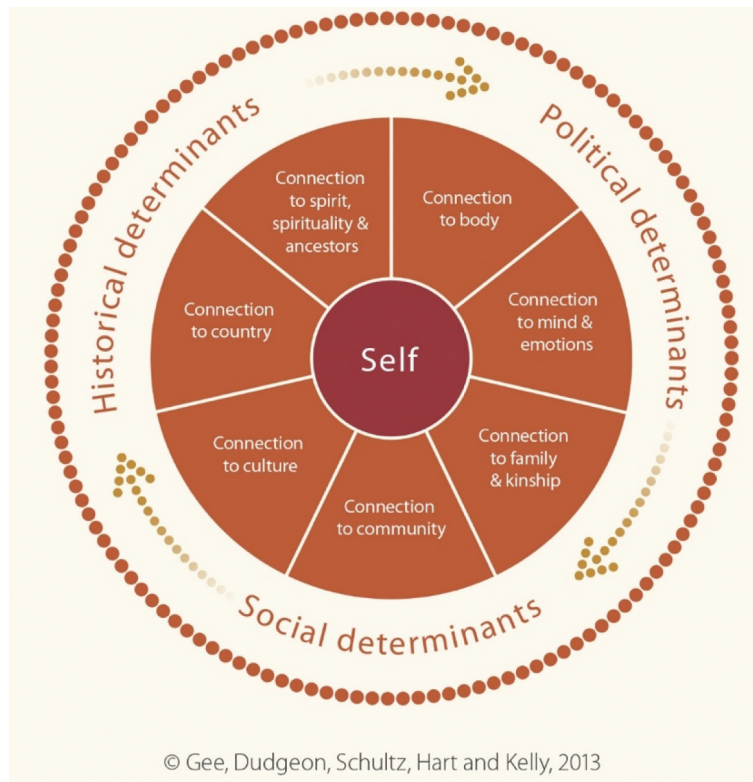 Historical determinants
Political determinants
Connection
to spirit,
spirituality &
ancestors
Connection
to body
Connection
to country
Connection
to mind &
emotions
Self
Connection
to culture
Connection
to family
& kinship
Connection
to community
Social determinants
© Gee, Dudgeon, Schultz, Hart and Kelly, 2013